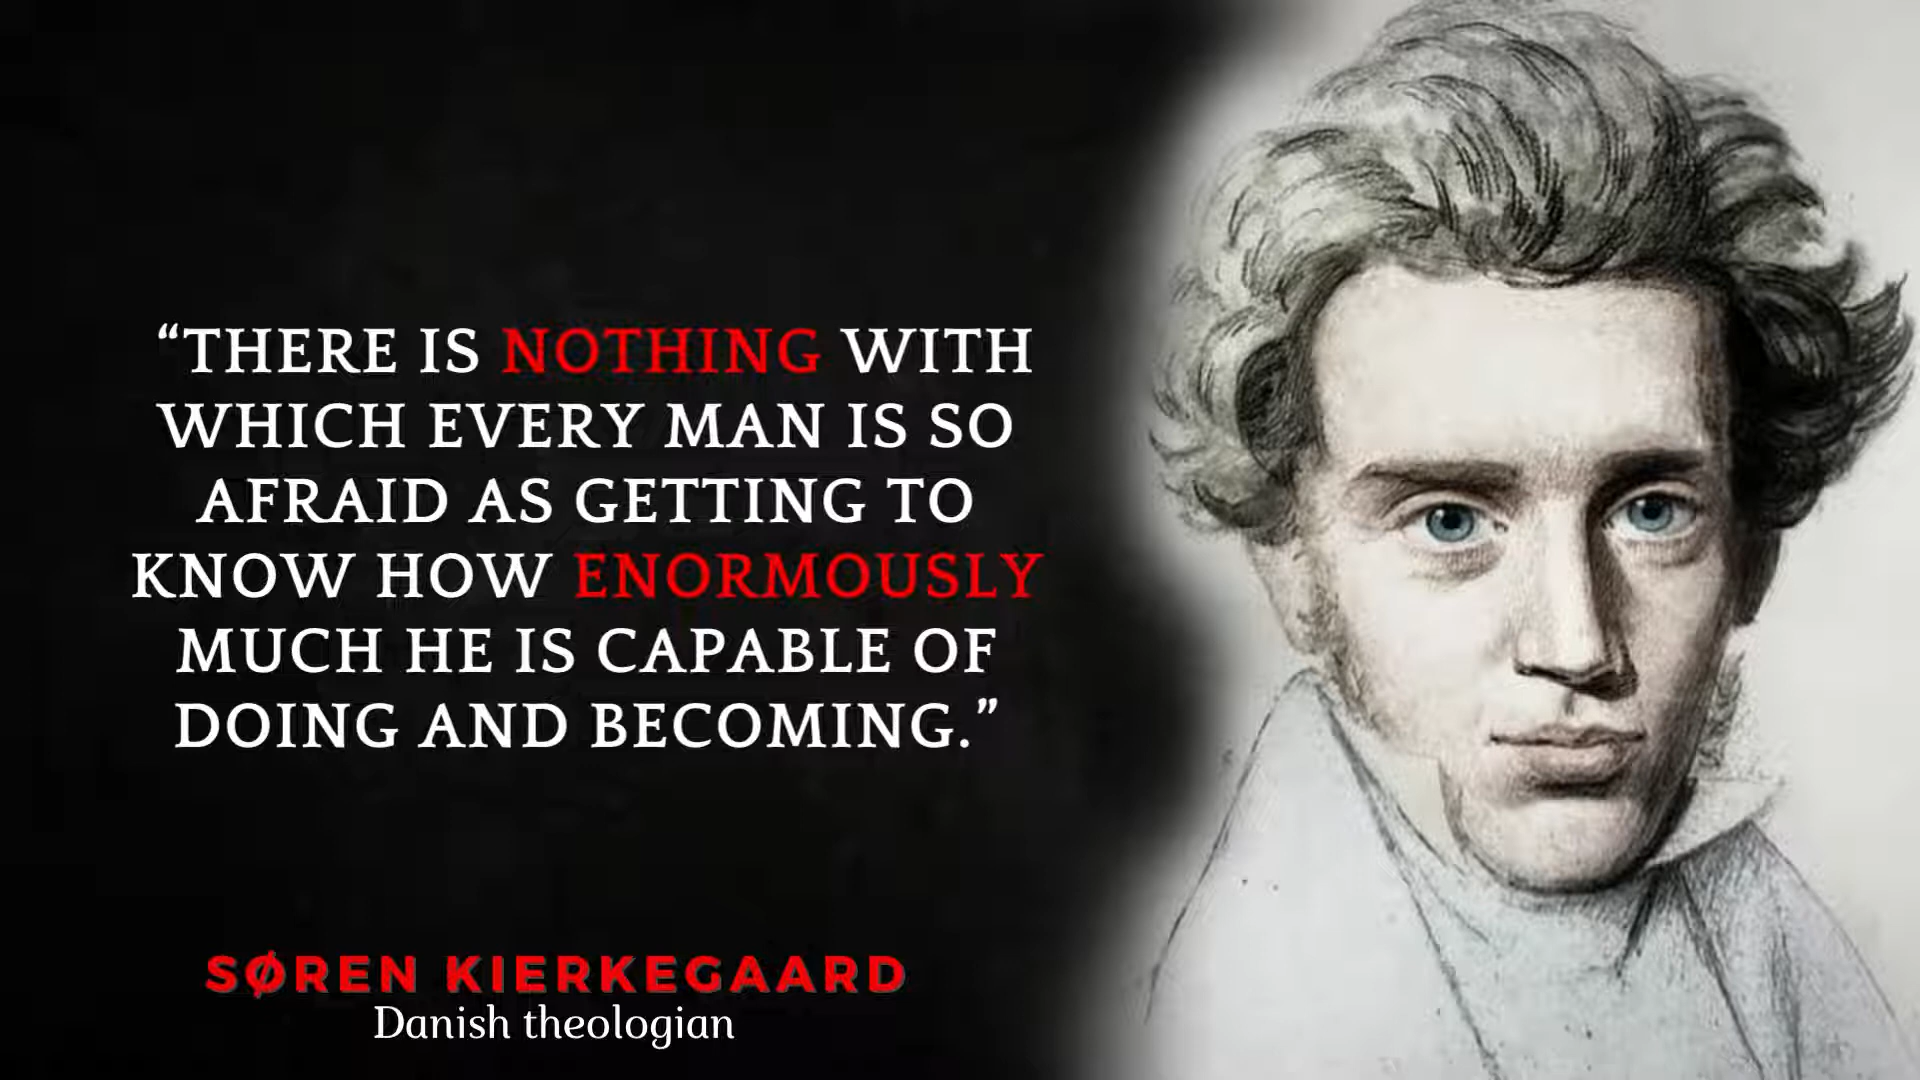 “THERE IS NOTHING WITH
WHICH EVERY MAN IS SO
AFRAID AS GETTING TO
KNOW HOW ENORMOUSLY
MUCH HE IS CAPABLE OF
DOING AND BECOMING.”
SØREN KIERKEGAARD
Danish theologian